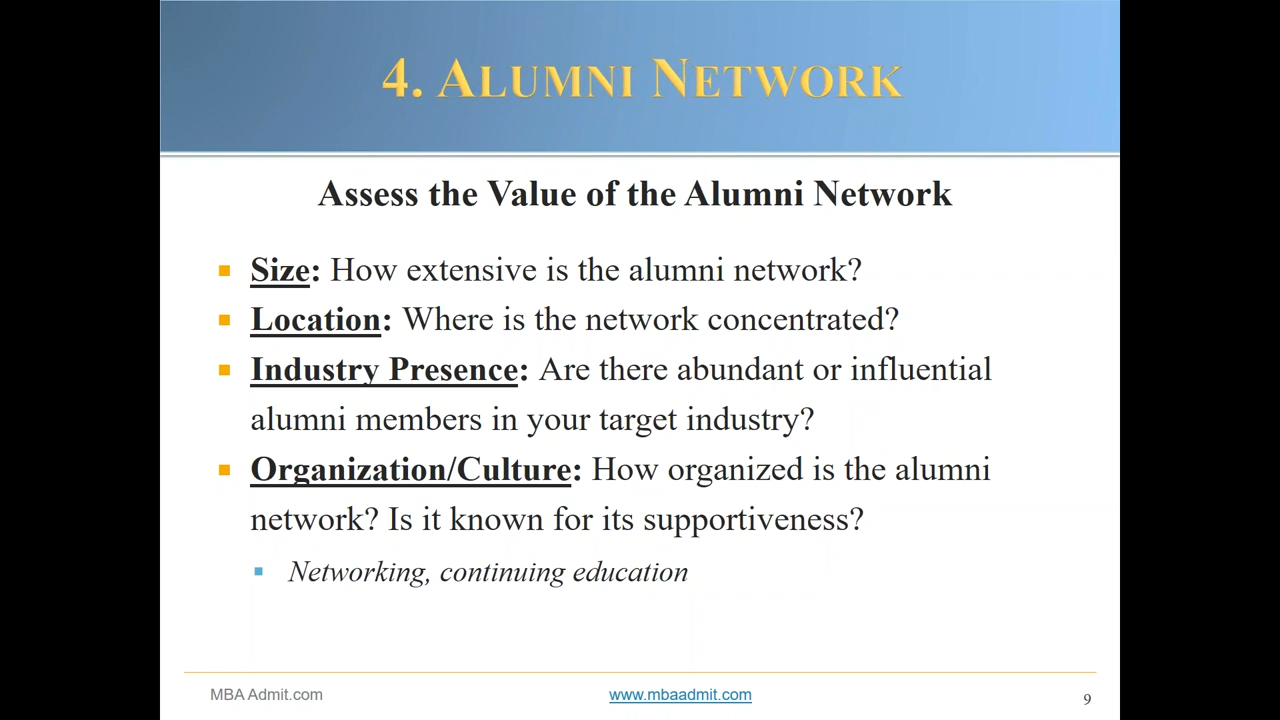 4. ALUMNI NETWORK
Assess the Value of the Alumni Network
Size: How extensive is the alumni network?
Location: Where is the network concentrated?
Industry Presence: Are there abundant or influential
alumni members in your target industry?
Organization/Culture: How organized is the alumni
network? Is it known for its supportiveness?
Networking, continuing education
MBA Admit.com
www.mbaadmit.com
9